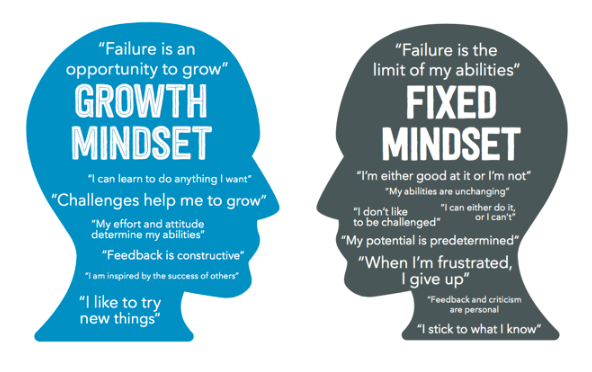 “Failure is an
opportunity to grow”
GROWTH
MINDSET
“I can learn to do anything I want”
“Challenges help me to grow”
“My effort and attitude
determine my abilities”
“Feedback is constructive”
“I am inspired by the success of others”
“I like to try
new things”
“Failure is the
limit of my abilities”
FIXED
MINDSET
“I’m either good at it or I’m not”
“My abilities are unchanging”
“I don’t like
to be challenged”
“I can either do it,
or I can’t”
“My potential is predetermined”
“When I’m frustrated,
I give up”
“Feedback and criticism
are personal
“I stick to what I know”